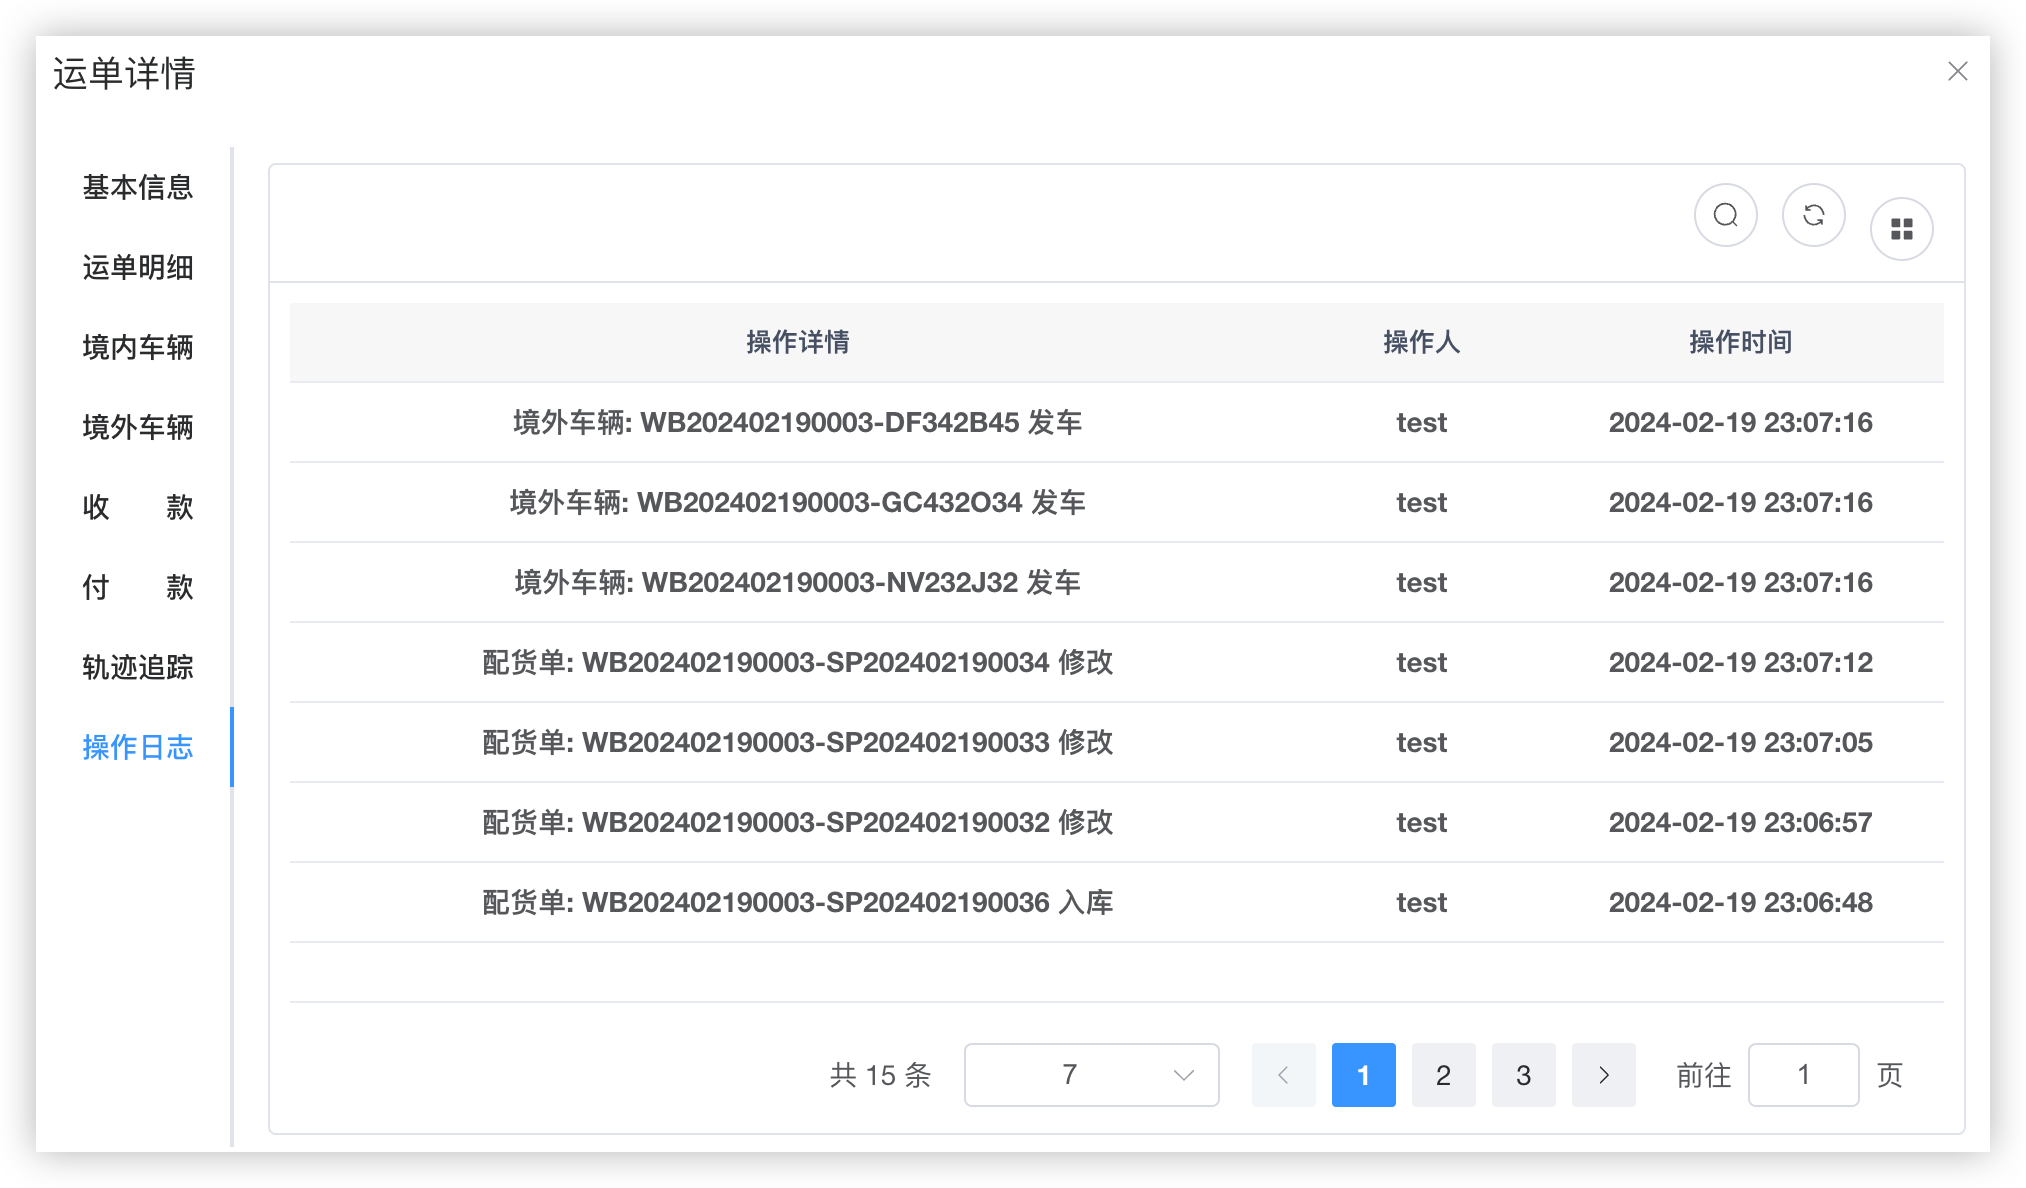 运单详情
基本信息
运单明细
境内车辆
境外车辆
收 款
付 款
轨迹追踪
操作日志
操作详情 操作人 操作时间
境外车辆: WB202402190003-DF342B45 发车 test 2024-02-19 23:07:16
境外车辆: WB202402190003-GC432O34 发车 test 2024-02-19 23:07:16
境外车辆: WB202402190003-NV232J32 发车 test 2024-02-19 23:07:16
配货单: WB202402190003-SP202402190034 修改 test 2024-02-19 23:07:12
配货单: WB202402190003-SP202402190033 修改 test 2024-02-19 23:07:05
配货单: WB202402190003-SP202402190032 修改 test 2024-02-19 23:06:57
配货单: WB202402190003-SP202402190036 入库 test 2024-02-19 23:06:48
共 15 条 7 1 2 3 前往 1 页